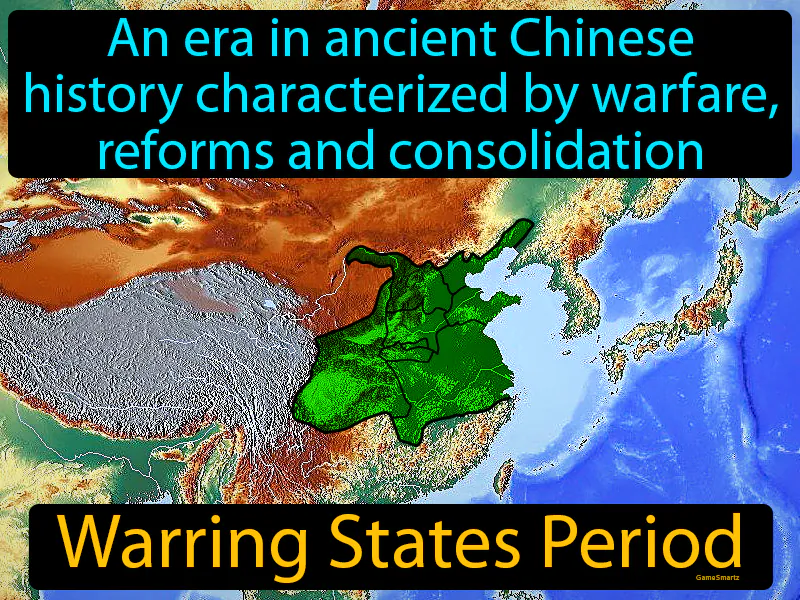 An era in ancient Chinese
history characterized by warfare,
reforms and consolidation
Warring States Period
GameSmartz